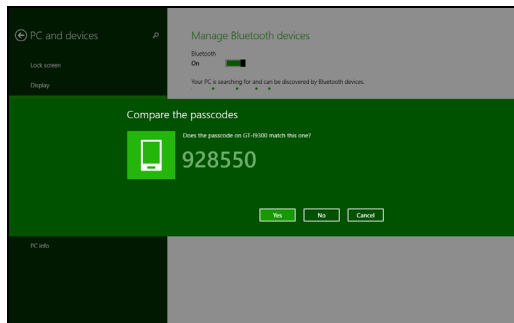 PC and devices
Lock screen
Display
Manage Bluetooth devices
Bluetooth
On
Your PC is searching for and can be discovered by Bluetooth devices.
Compare the passcodes
Does the passcode on GT-I9300 match this one?
928550
Yes No Cancel
PC info